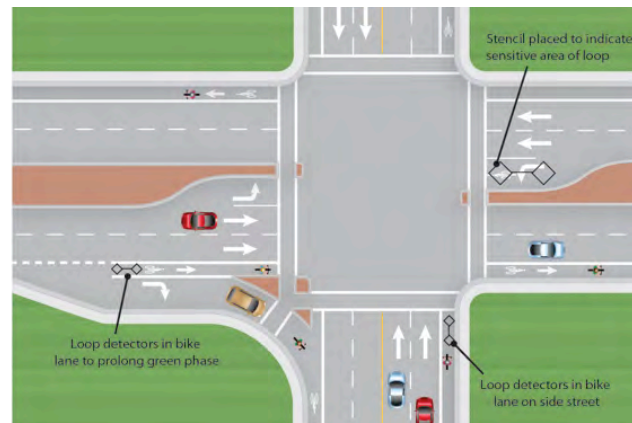 Stencil placed to indicate
sensitive area of loop
Loop detectors in bike
lane to prolong green phase
Loop detectors in bike
lane on side street